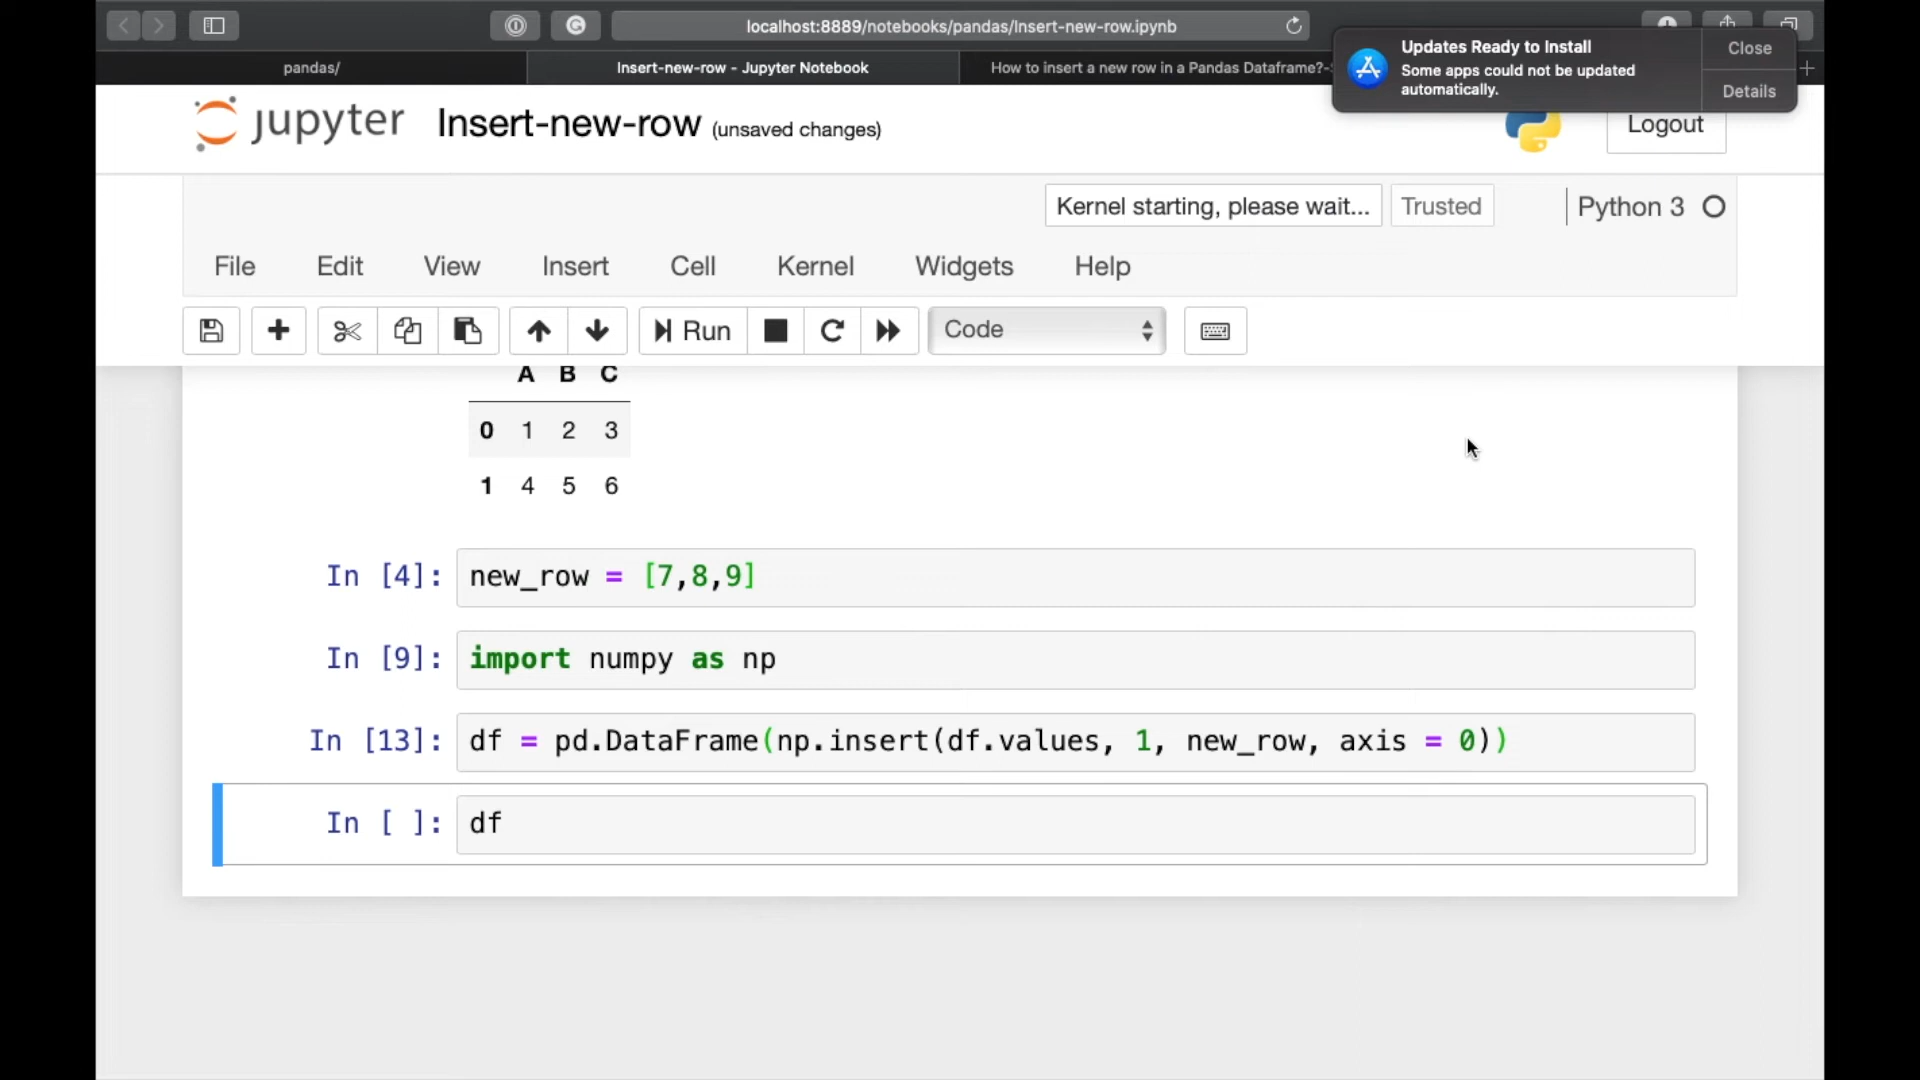 localhost:8889/notebooks/pandas/Insert-new-row.ipynb
pandas/
Insert-new-row - Jupyter Notebook
How to insert a new row in a Pandas Dataframe?-
Updates Ready to Install
Some apps could not be updated
automatically.
Close
Details
jupyter Insert-new-row (unsaved changes)
Logout
Kernel starting, please wait...
Trusted
Python 3
File Edit View Insert Cell Kernel Widgets Help
Run
Code
A B C
0 1 2 3
1 4 5 6
In [4]: new_row = [7,8,9]
In [9]: import numpy as np
In [13]: df = pd.DataFrame(np.insert(df.values, 1, new_row, axis = 0))
In [ ]: df